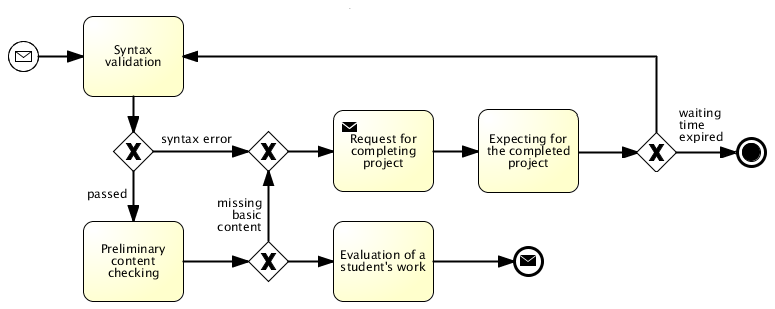 Syntax
validation
syntax error
Request for
completing
project
Expecting for
the completed
project
waiting
time
expired
passed
missing
basic
content
Preliminary
content
checking
Evaluation of a
student's work